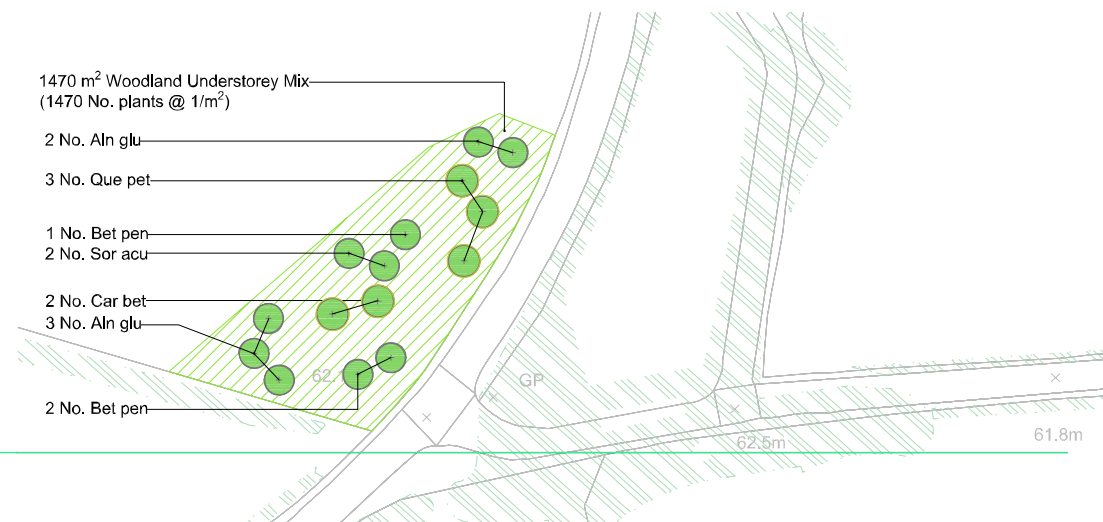 1470 m² Woodland Understorey Mix
(1470 No. plants @ 1/m²)
2 No. Aln glu
3 No. Que pet
1 No. Bet pen
2 No. Sor acu
2 No. Car bet
3 No. Aln glu
2 No. Bet pen
GP
62.5m
61.8m